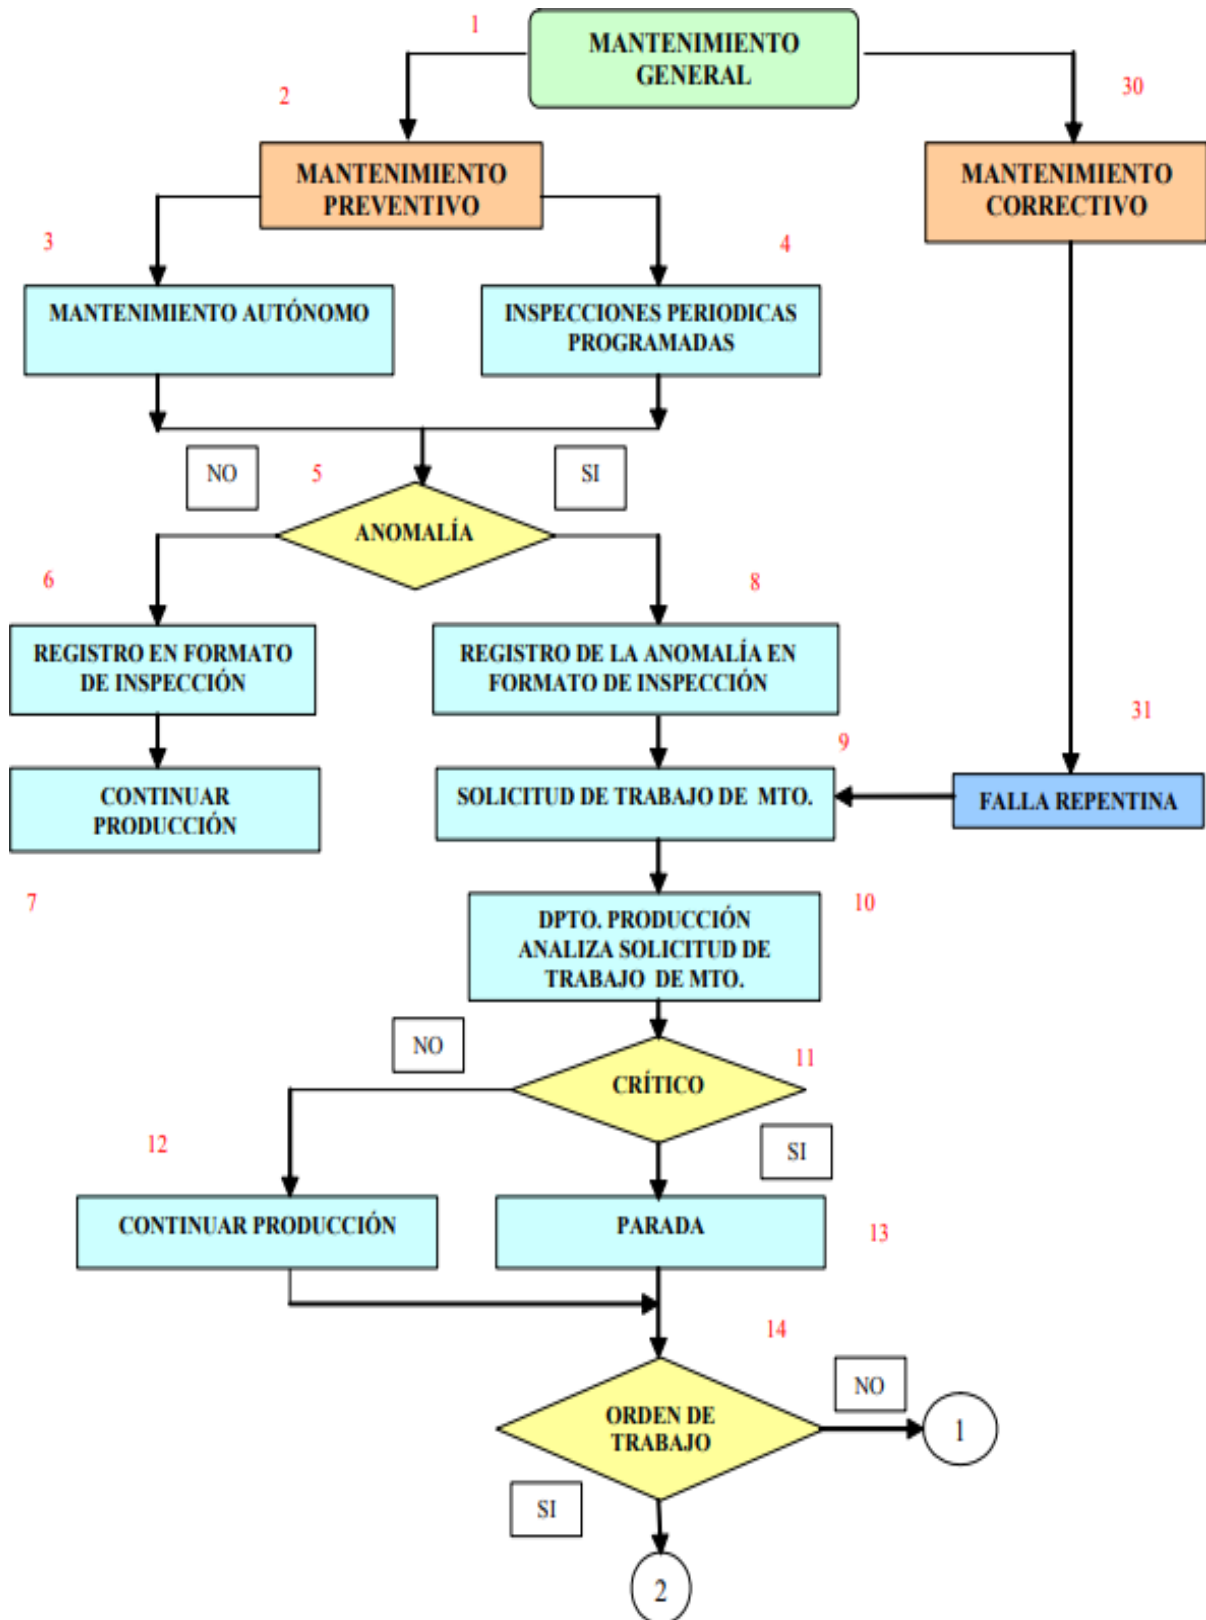 1
MANTENIMIENTO
GENERAL
2
30
MANTENIMIENTO
PREVENTIVO
MANTENIMIENTO
CORRECTIVO
3
4
MANTENIMIENTO AUTÓNOMO
INSPECCIONES PERIODICAS
PROGRAMADAS
NO
5
SI
ANOMALÍA
6
8
REGISTRO EN FORMATO
DE INSPECCIÓN
REGISTRO DE LA ANOMALÍA EN
FORMATO DE INSPECCIÓN
31
9
CONTINUAR
PRODUCCIÓN
SOLICITUD DE TRABAJO DE MTO.
FALLA REPENTINA
7
10
DPTO. PRODUCCIÓN
ANALIZA SOLICITUD DE
TRABAJO DE MTO.
NO
11
CRÍTICO
12
SI
CONTINUAR PRODUCCIÓN
PARADA
13
14
NO
ORDEN DE
TRABAJO
1
SI
2